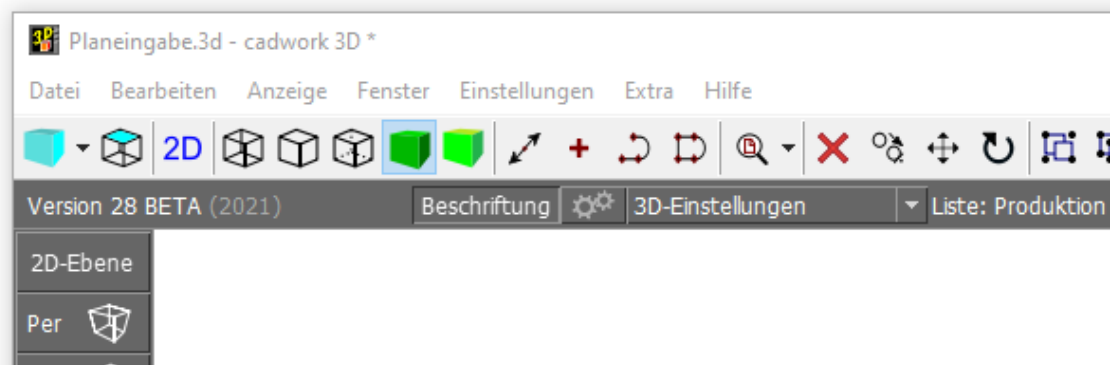 Planeingabe.3d - cadwork 3D *
Datei Bearbeiten Anzeige Fenster Einstellungen Extra Hilfe
2D
Version 28 BETA (2021) Beschriftung 3D-Einstellungen Liste: Produktion
2D-Ebene
Per